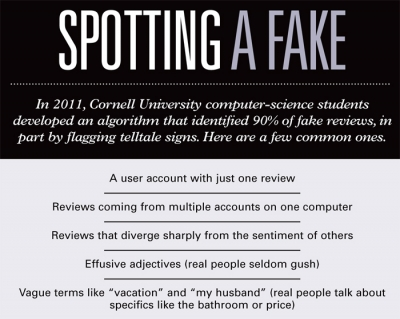 SPOTTING A FAKE
In 2011, Cornell University computer-science students
developed an algorithm that identified 90% of fake reviews, in
part by flagging telltale signs. Here are a few common ones.
A user account with just one review
Reviews coming from multiple accounts on one computer
Reviews that diverge sharply from the sentiment of others
Effusive adjectives (real people seldom gush)
Vague terms like “vacation” and “my husband” (real people talk about
specifics like the bathroom or price)